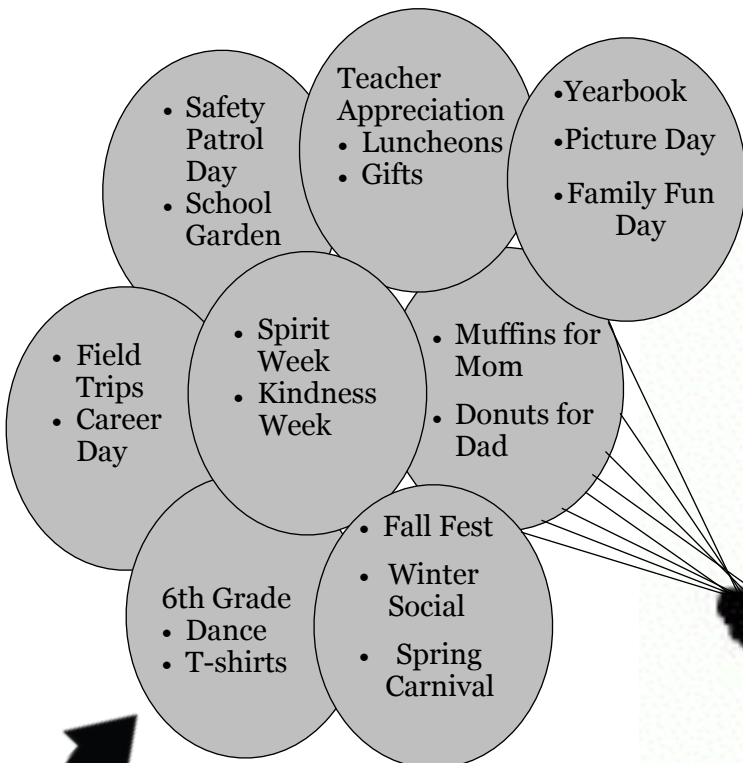 • Safety
Patrol
Day
• School
Garden
Teacher
Appreciation
• Luncheons
• Gifts
•Yearbook
•Picture Day
•Family Fun
Day
• Field
Trips
• Career
Day
• Spirit
Week
• Kindness
Week
• Muffins for
Mom
• Donuts for
Dad
6th Grade
• Dance
• T-shirts
• Fall Fest
• Winter
Social
• Spring
Carnival